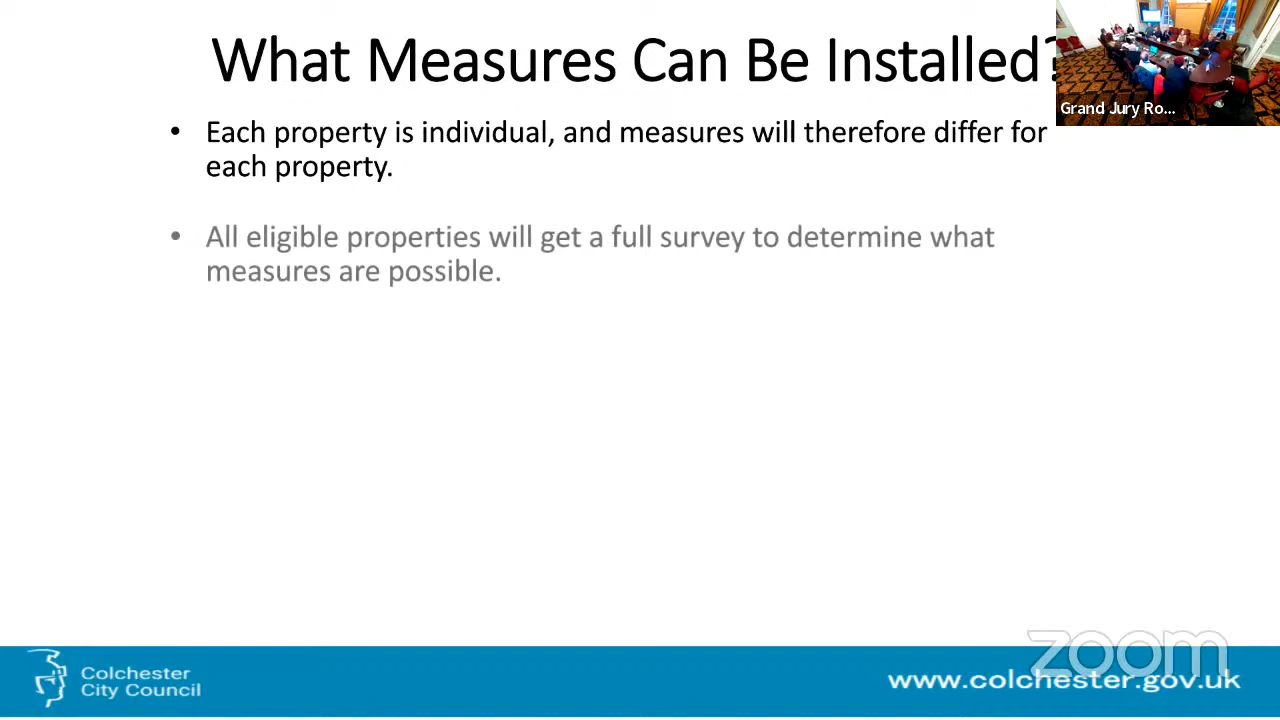 What Measures Can Be Installed?
Grand Jury Ro...
• Each property is individual, and measures will therefore differ for
each property.
• All eligible properties will get a full survey to determine what
measures are possible.
zoom
Colchester
City Council
www.colchester.gov.uk